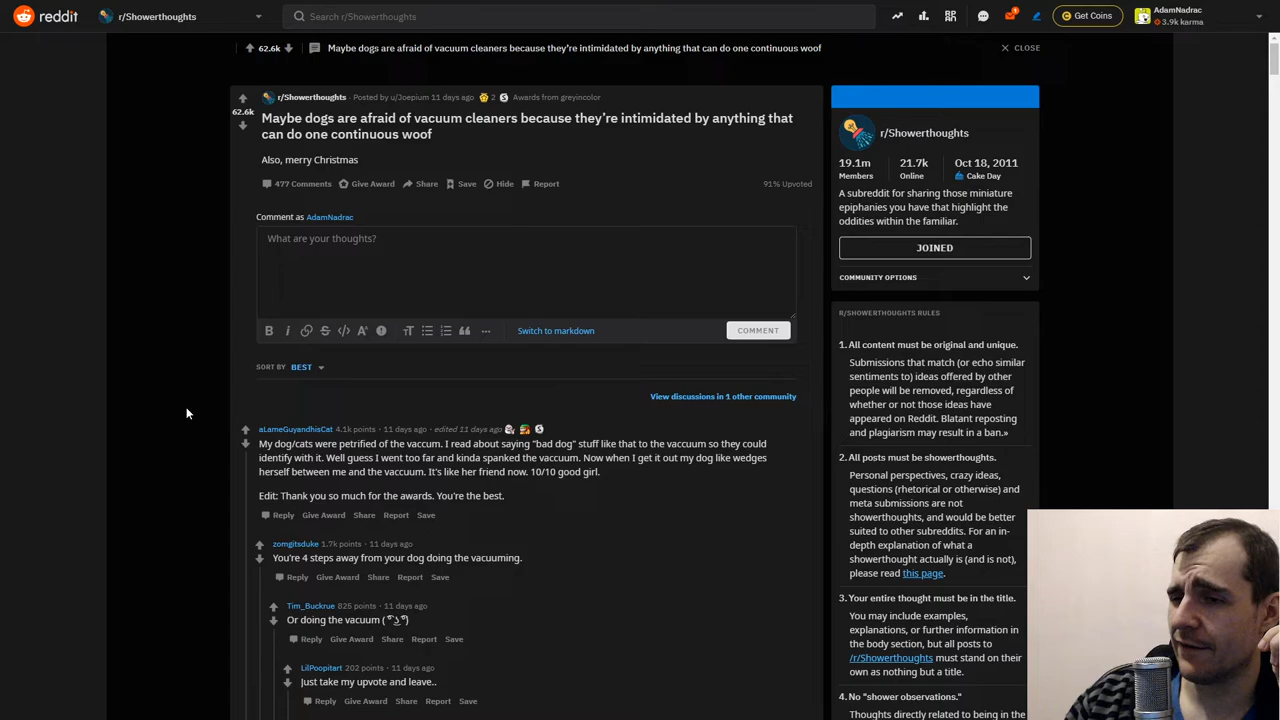 reddit r/Showerthoughts Search r/Showerthoughts Get Coins AdamNadrac
3.9k karma
62.6k Maybe dogs are afraid of vacuum cleaners because they're intimidated by anything that can do one continuous woof CLOSE
r/Showerthoughts · Posted by u/Joepium 11 days ago 2 S Awards from greyincolor
62.6k
Maybe dogs are afraid of vacuum cleaners because they're intimidated by anything that
can do one continuous woof
Also, merry Christmas
477 Comments Give Award Share Save Hide Report 91% Upvoted
Comment as AdamNadrac
What are your thoughts?
B i A Switch to markdown COMMENT
SORT BY BEST
View discussions in 1 other community
aLameGuyandhisCat 4.1k points · 11 days ago · edited 11 days ago
My dog/cats were petrified of the vaccum. I read about saying "bad dog" stuff like that to the vaccuum so they could
identify with it. Well guess I went too far and kinda spanked the vaccuum. Now when I get it out my dog like wedges
herself between me and the vaccuum. It's like her friend now. 10/10 good girl.
Edit: Thank you so much for the awards. You're the best.
Reply Give Award Share Report Save
zomgitsduke 1.7k points · 11 days ago
You're 4 steps away from your dog doing the vacuuming.
Reply Give Award Share Report Save
Tim_Buckrue 825 points · 11 days ago
Or doing the vacuum ( ͡° ͜ʖ ͡°)
Reply Give Award Share Report Save
LilPoopitart 202 points · 11 days ago
Just take my upvote and leave..
Reply Give Award Share Report Save
r/Showerthoughts
19.1m 21.7k Oct 18, 2011
Members Online Cake Day
A subreddit for sharing those miniature
epiphanies you have that highlight the
oddities within the familiar.
JOINED
COMMUNITY OPTIONS
R/SHOWERTHOUGHTS RULES
1. All content must be original and unique.
Submissions that match (or echo similar
sentiments to) ideas offered by other
people will be removed, regardless of
whether or not those ideas have
appeared on Reddit. Blatant reposting
and plagiarism may result in a ban.»
2. All posts must be showerthoughts.
Personal perspectives, crazy ideas,
questions (rhetorical or otherwise) and
meta submissions are not
showerthoughts, and would be better
suited to other subreddits. For an in-
depth explanation of what a
showerthought actually is (and is not),
please read this page.
3. Your entire thought must be in the title.
You may include examples,
explanations, or further information in
the body section, but all posts to
/r/Showerthoughts must stand on their
own as nothing but a title.
4. No "shower observations."
Thoughts directly related to being in the